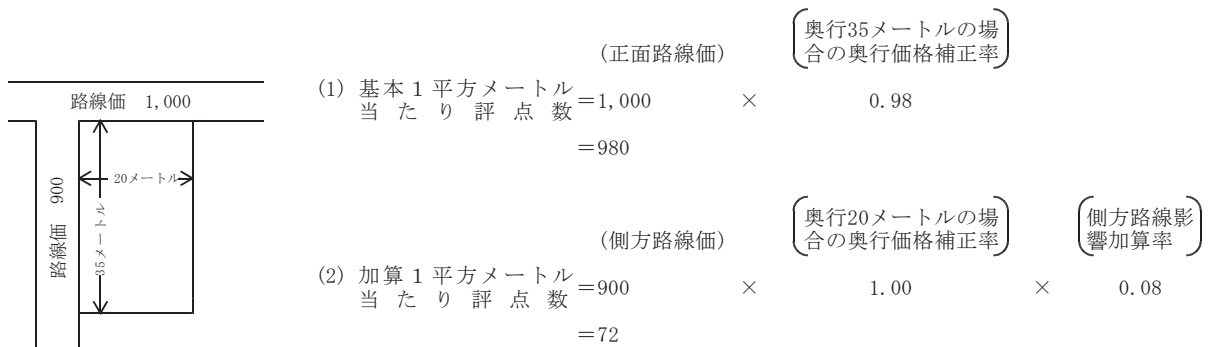 路線価 1,000
路線価 900
20メートル
35メートル
(正面路線価)
奥行35メートルの場
合の奥行価格補正率
(1) 基本1平方メートル
当たり評点数
=1,000 × 0.98
=980
(側方路線価)
奥行20メートルの場
合の奥行価格補正率
側方路線影
響加算率
(2) 加算1平方メートル
当たり評点数
=900 × 1.00 × 0.08
=72